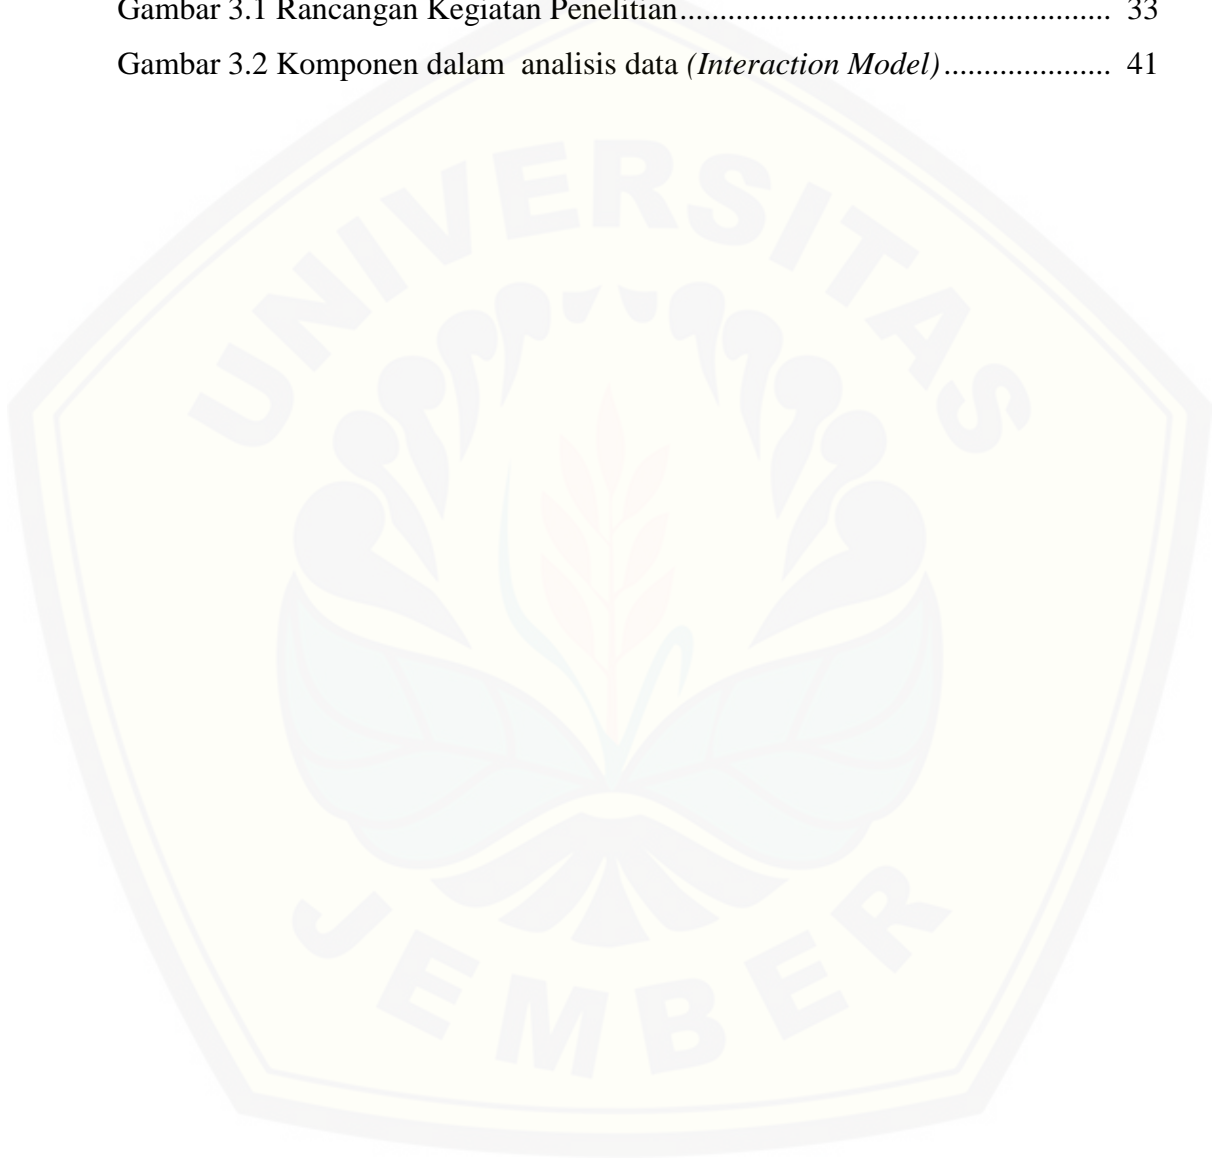 Gambar 3.1 Rancangan Kegiatan Penelitian...................................................... 33
Gambar 3.2 Komponen dalam  analisis data (Interaction Model)..................... 41
UNIVERSITAS
JEMBER